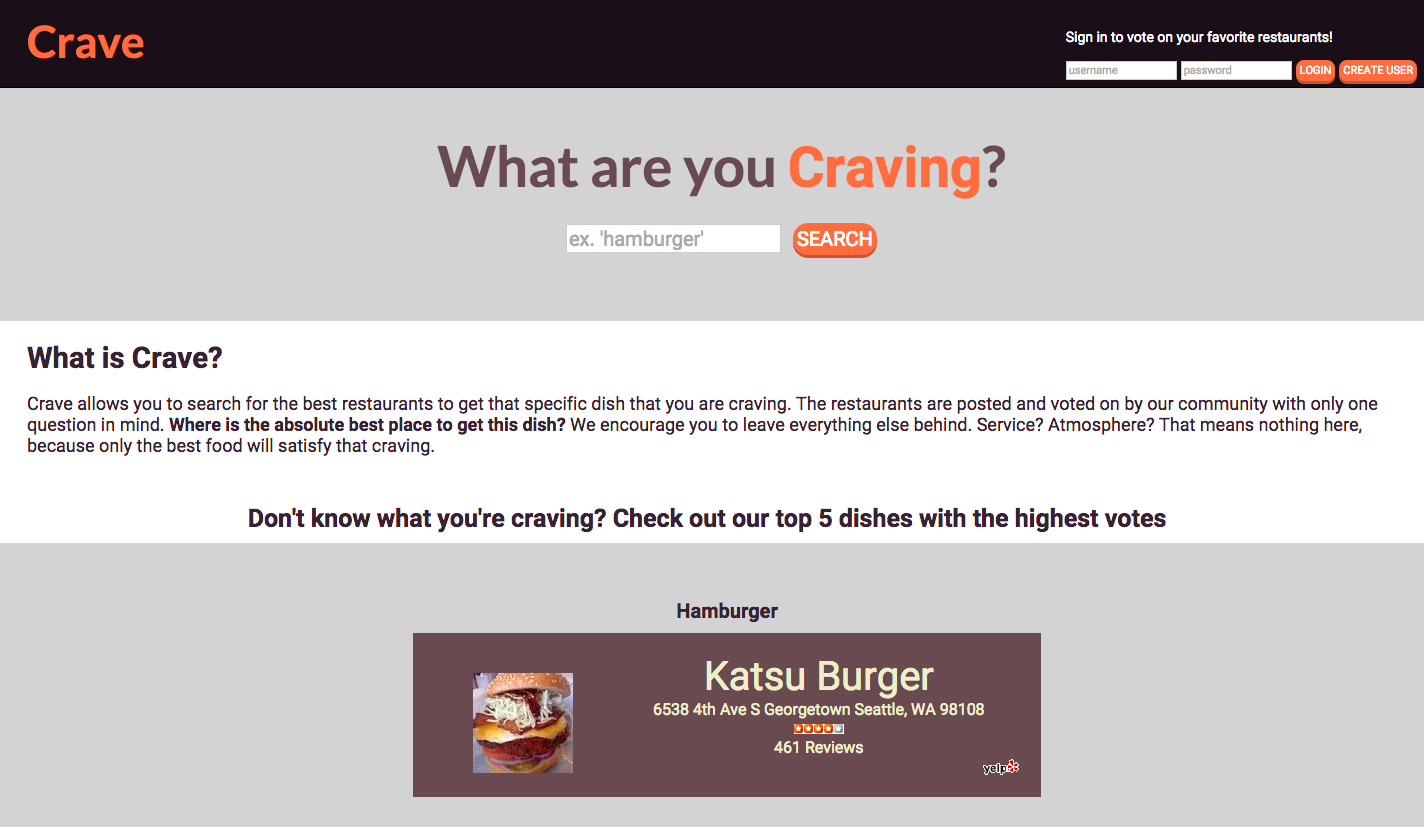 Crave
Sign in to vote on your favorite restaurants!
username password LOGIN CREATE USER
What are you Craving?
ex. 'hamburger' SEARCH
What is Crave?
Crave allows you to search for the best restaurants to get that specific dish that you are craving. The restaurants are posted and voted on by our community with only one
question in mind. Where is the absolute best place to get this dish? We encourage you to leave everything else behind. Service? Atmosphere? That means nothing here,
because only the best food will satisfy that craving.
Don't know what you're craving? Check out our top 5 dishes with the highest votes
Hamburger
Katsu Burger
6538 4th Ave S Georgetown Seattle, WA 98108
461 Reviews
yelp